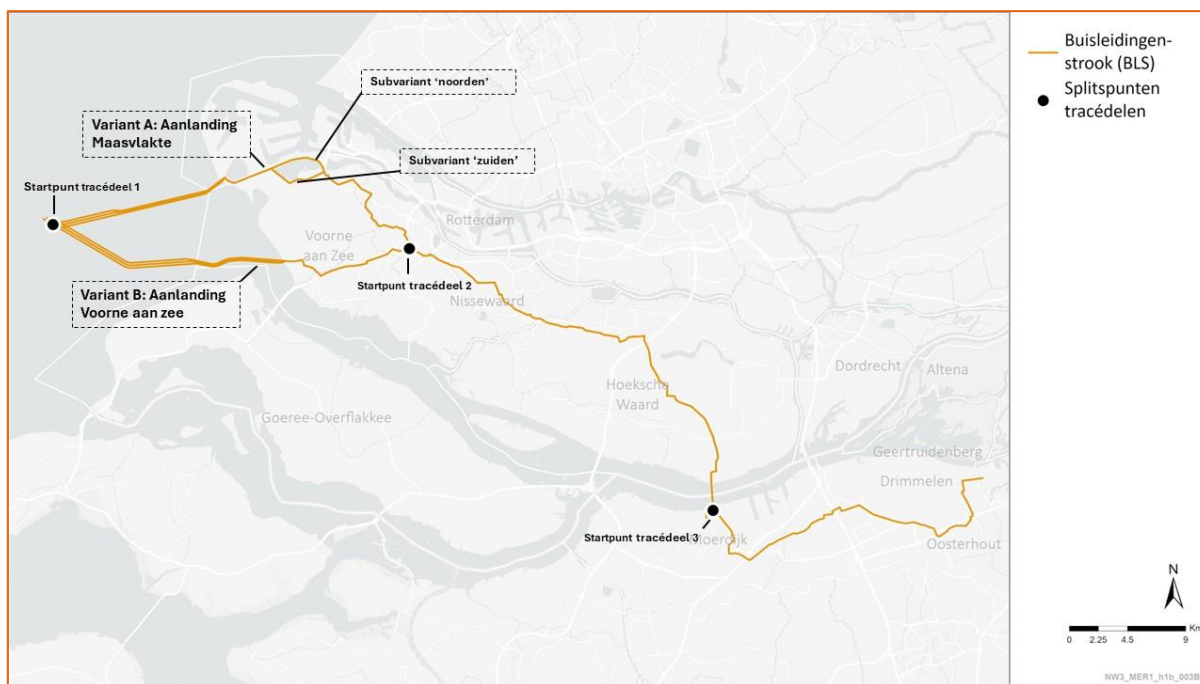 Subvariant ‘noorden’
Variant A: Aanlanding
Maasvlakte
Subvariant ‘zuiden’
Startpunt tracédeel 1
Rotterdam
Voorne
aan Zee
Startpunt tracédeel 2
Variant B: Aanlanding
Voorne aan zee
Nissewaard
Dordrecht
Altena
Hoeksche
Waard
Goeree-Overflakkee
Geertruidenberg
Drimmelen
Startpunt tracédeel 3
Moerdijk
Oosterhout
Buisleidingen-
strook (BLS)
Splitspunten
tracédelen
N
Km
0 2.25 4.5 9
NW3_MER1_h1b_003B